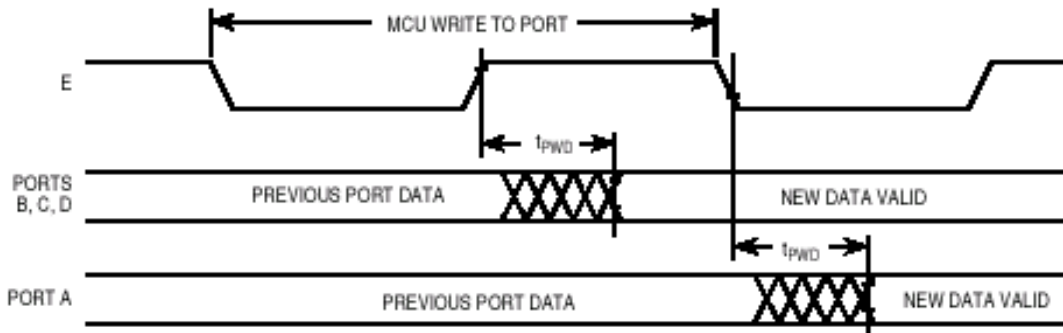 MCU WRITE TO PORT
E
tPWD
PORTS
B, C, D
PREVIOUS PORT DATA
NEW DATA VALID
tPWD
PORT A
PREVIOUS PORT DATA
NEW DATA VALID